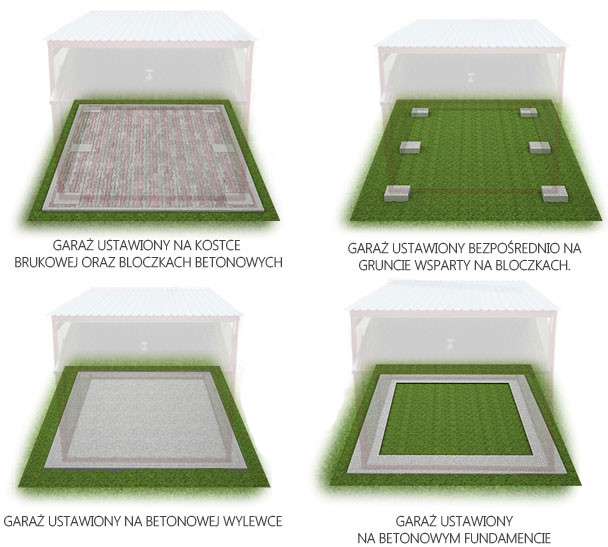 GARAŻ USTAWIONY NA KOSTCE
BRUKOWEJ ORAZ BLOCZKACH BETONOWYCH
GARAŻ USTAWIONY BEZPOŚREDNIO NA
GRUNCIE WSPARTY NA BLOCZKACH.
GARAŻ USTAWIONY NA BETONOWEJ WYLEWCE
GARAŻ USTAWIONY
NA BETONOWYM FUNDAMENCIE